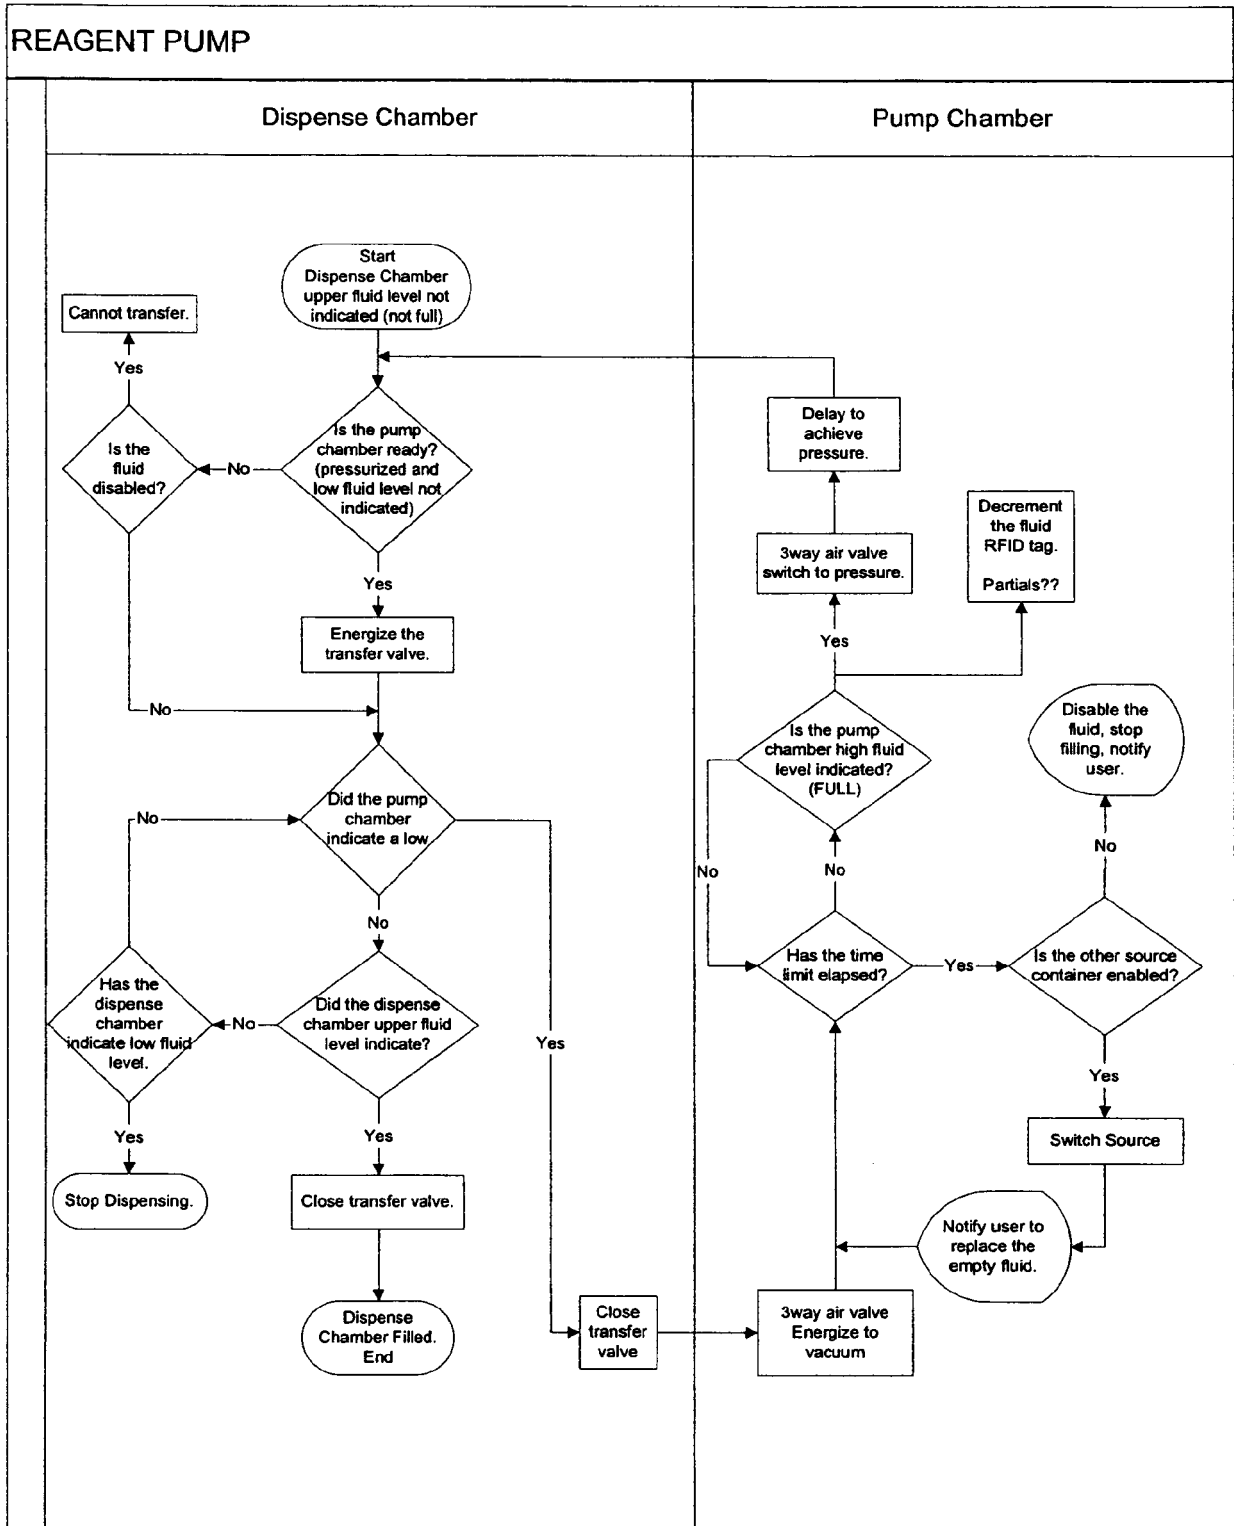 REAGENT PUMP
Dispense Chamber
Pump Chamber
Start
Dispense Chamber
upper fluid level not
indicated (not full)
Cannot transfer.
Yes
Is the
fluid
disabled?
No
Is the pump
chamber ready?
(pressurized and
low fluid level not
indicated)
Yes
Energize the
transfer valve.
No
Did the pump
chamber
indicate a low
No
No
Has the
dispense
chamber
indicate low fluid
level.
No
Did the dispense
chamber upper fluid
level indicate?
Yes
Yes
Yes
Stop Dispensing.
Close transfer valve.
Dispense
Chamber Filled.
End
Close
transfer
valve
Delay to
achieve
pressure.
3way air valve
switch to pressure.
Decrement
the fluid
RFID tag.
Partials??
Yes
Is the pump
chamber high fluid
level indicated?
(FULL)
Disable the
fluid, stop
filling, notify
user.
No
No
No
Has the time
limit elapsed?
Yes
Is the other source
container enabled?
Yes
Switch Source
Notify user to
replace the
empty fluid.
3way air valve
Energize to
vacuum